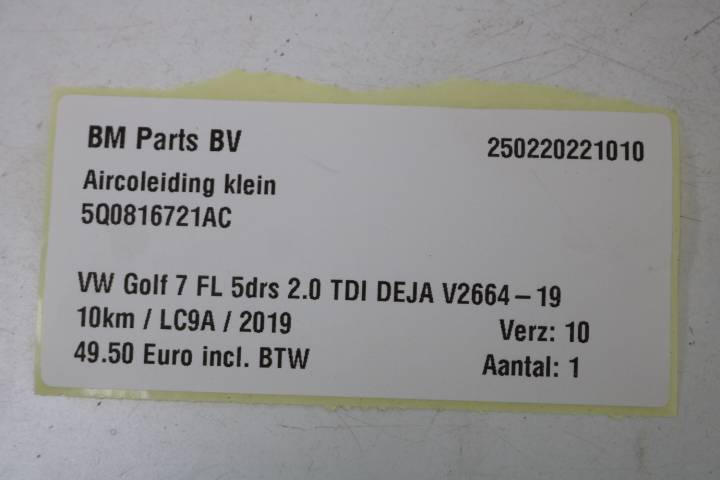 BM Parts BV 250220221010
Aircoleiding klein
5Q0816721AC
VW Golf 7 FL 5drs 2.0 TDI DEJA V2664-19
10km / LC9A / 2019 Verz: 10
49.50 Euro incl. BTW Aantal: 1